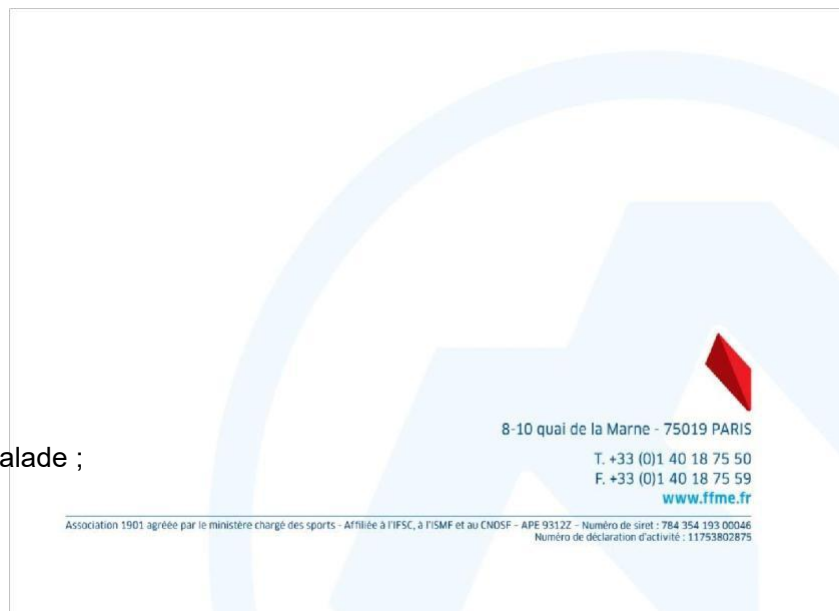 8-10 quai de la Marne - 75019 PARIS
alade ;
T. +33 (0)1 40 18 75 50
F. +33 (0)1 40 18 75 59
www.ffme.fr
Association 1901 agréée par le ministère chargé des sports - Affiliée à l'IFSC, à l'ISMF et au CNOSF - APE 9312Z - Numéro de siret : 784 354 193 00046
Numéro de déclaration d'activité : 11753802875